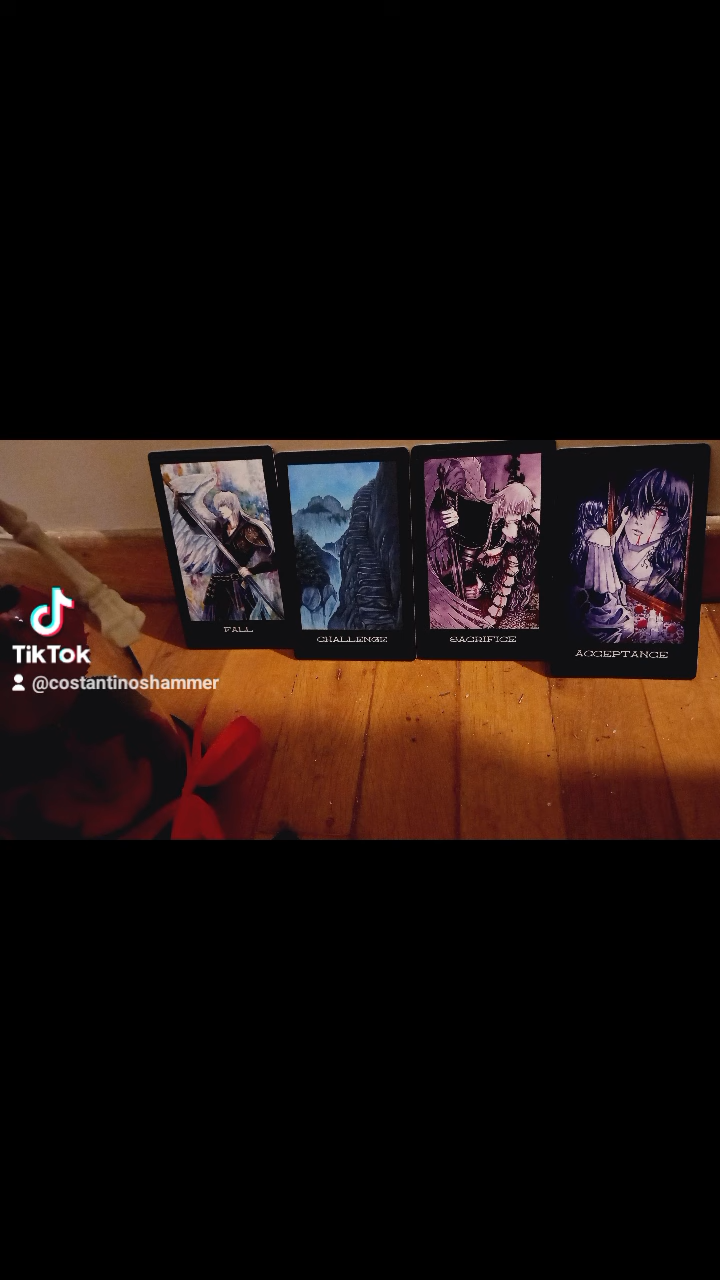 FALL
CHALLENGE
SACRIFICE
ACCEPTANCE
TikTok
@costantinoshammer